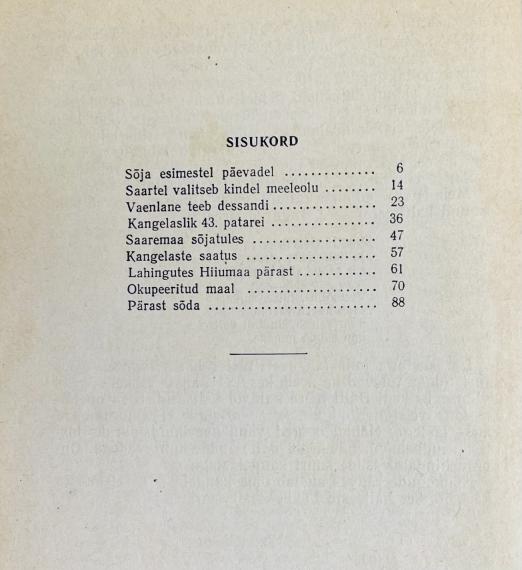 SISUKORD
Sõja esimestel päevadel .............. 6
Saartel valitseb kindel meeleolu ........ 14
Vaenlane teeb dessandi ................ 23
Kangelaslik 43. patarei ................ 36
Saaremaa sõjatules ................... 47
Kangelaste saatus .................... 57
Lahingutes Hiiumaa pärast ............ 61
Okupeeritud maal .................... 70
Pärast sõda .......................... 88